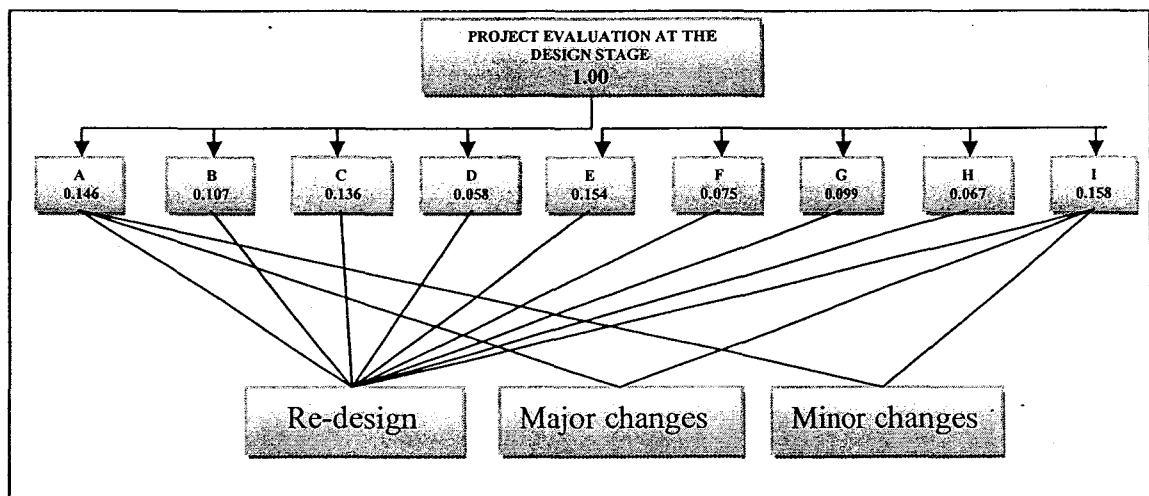 PROJECT EVALUATION AT THE
DESIGN STAGE
1.00
A
0.146
B
0.107
C
0.136
D
0.058
E
0.154
F
0.075
G
0.099
H
0.067
I
0.158
Re-design
Major changes
Minor changes